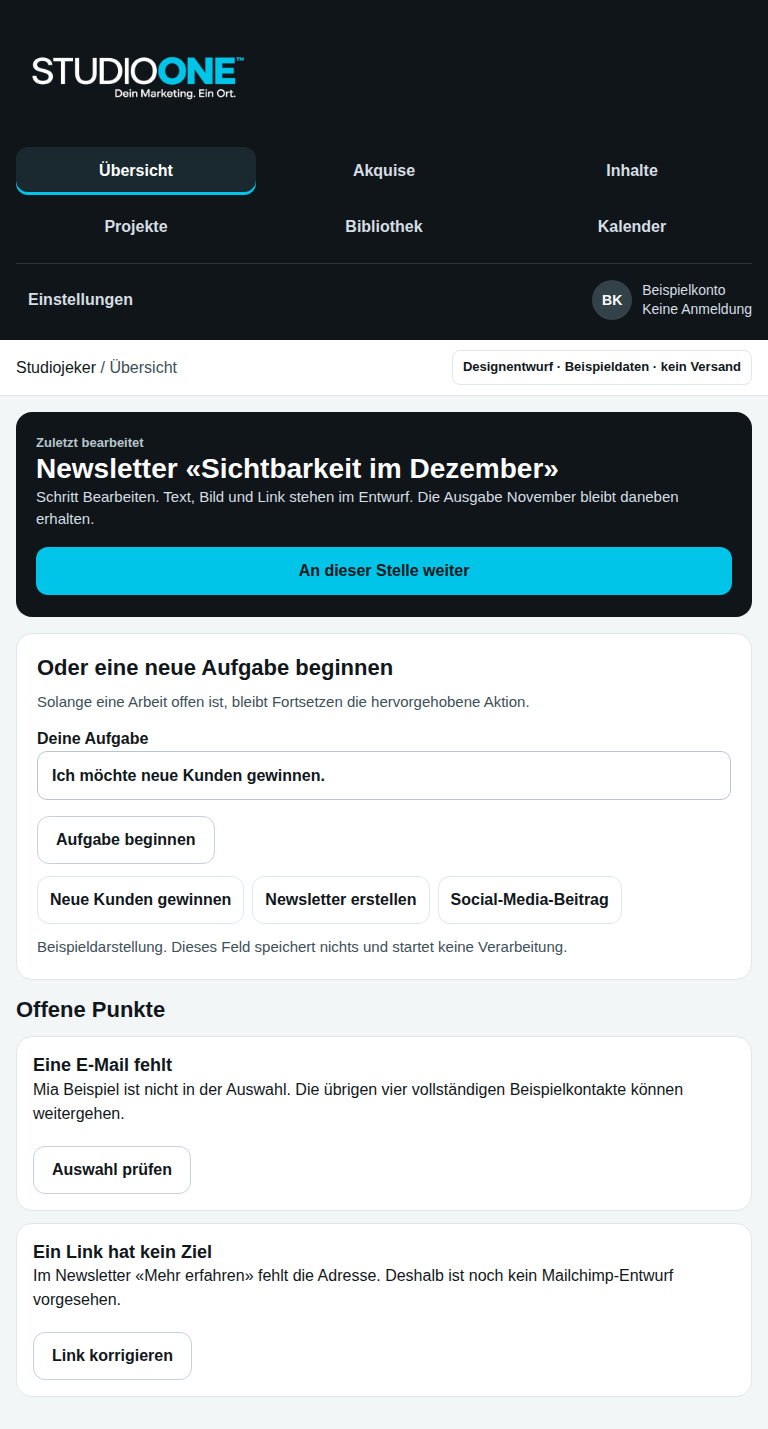 STUDIOONE™
Dein Marketing. Ein Ort.
Übersicht
Akquise
Inhalte
Projekte
Bibliothek
Kalender
Einstellungen
BK
Beispielkonto
Keine Anmeldung
Studiojeker / Übersicht
Designentwurf · Beispieldaten · kein Versand
Zuletzt bearbeitet
Newsletter «Sichtbarkeit im Dezember»
Schritt Bearbeiten. Text, Bild und Link stehen im Entwurf. Die Ausgabe November bleibt daneben
erhalten.
An dieser Stelle weiter
Oder eine neue Aufgabe beginnen
Solange eine Arbeit offen ist, bleibt Fortsetzen die hervorgehobene Aktion.
Deine Aufgabe
Ich möchte neue Kunden gewinnen.
Aufgabe beginnen
Neue Kunden gewinnen
Newsletter erstellen
Social-Media-Beitrag
Beispieldarstellung. Dieses Feld speichert nichts und startet keine Verarbeitung.
Offene Punkte
Eine E-Mail fehlt
Mia Beispiel ist nicht in der Auswahl. Die übrigen vier vollständigen Beispielkontakte können
weitergehen.
Auswahl prüfen
Ein Link hat kein Ziel
Im Newsletter «Mehr erfahren» fehlt die Adresse. Deshalb ist noch kein Mailchimp-Entwurf
vorgesehen.
Link korrigieren